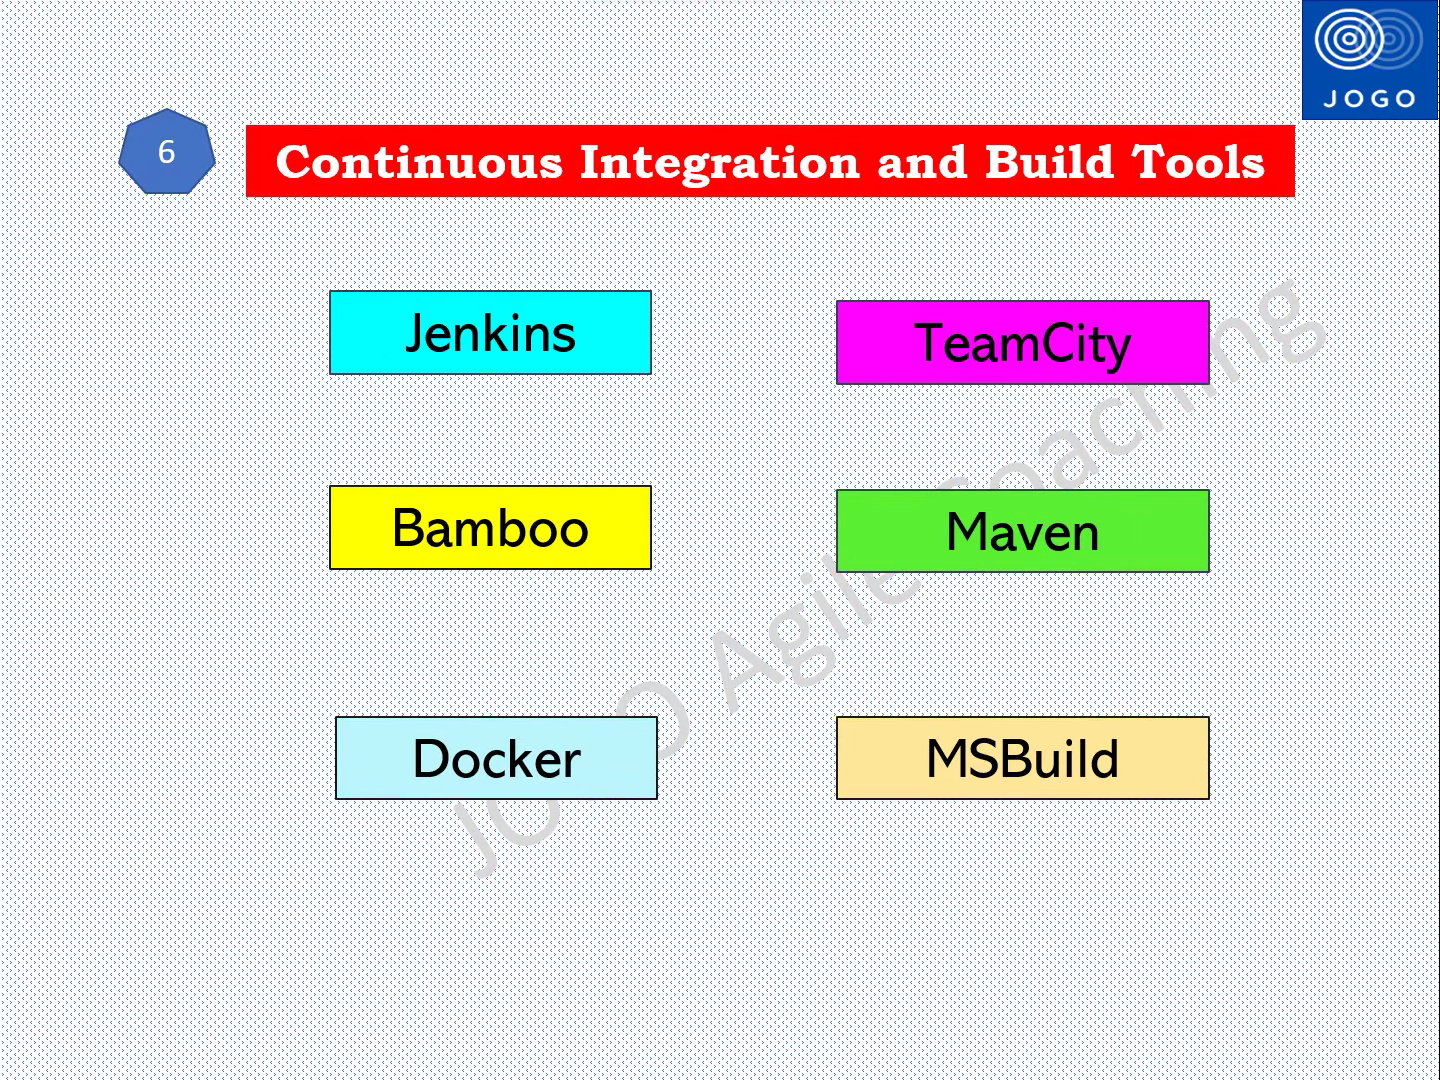 JOGO
6
Continuous Integration and Build Tools
Jenkins
TeamCity
Bamboo
Maven
Docker
MSBuild
JOGO Agile Coaching